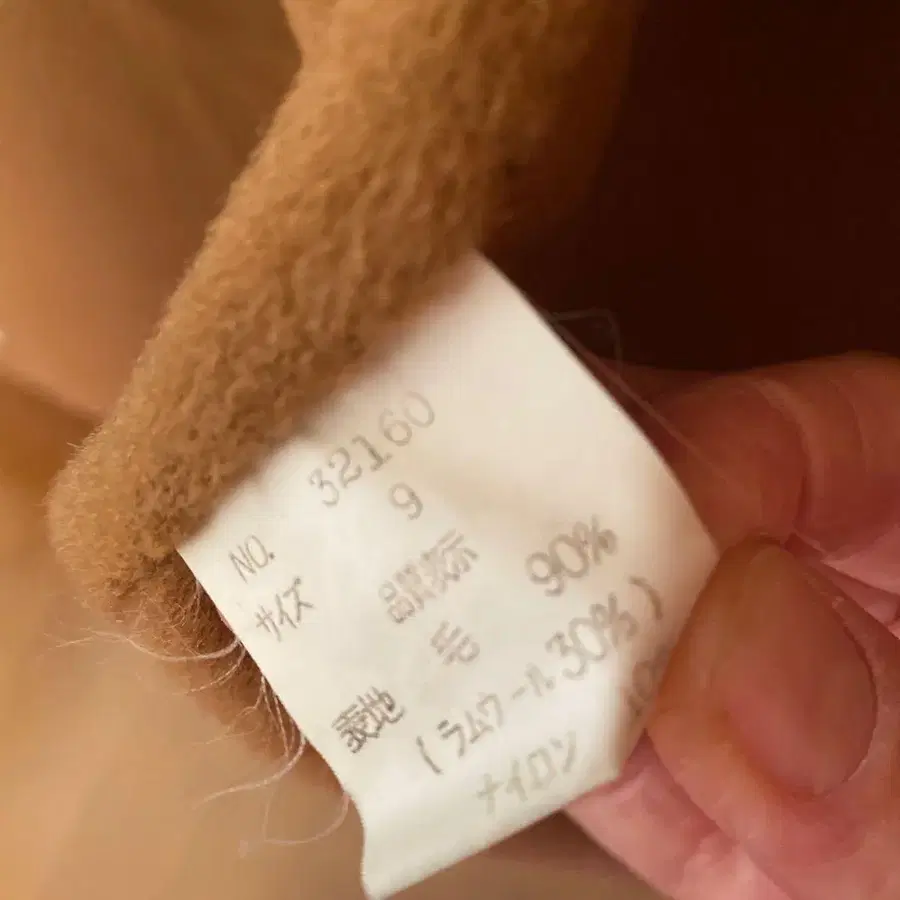 NO. 32160
サイズ 9
品質表示
表地 毛 90%
(ラムウール30%)
ナイロン